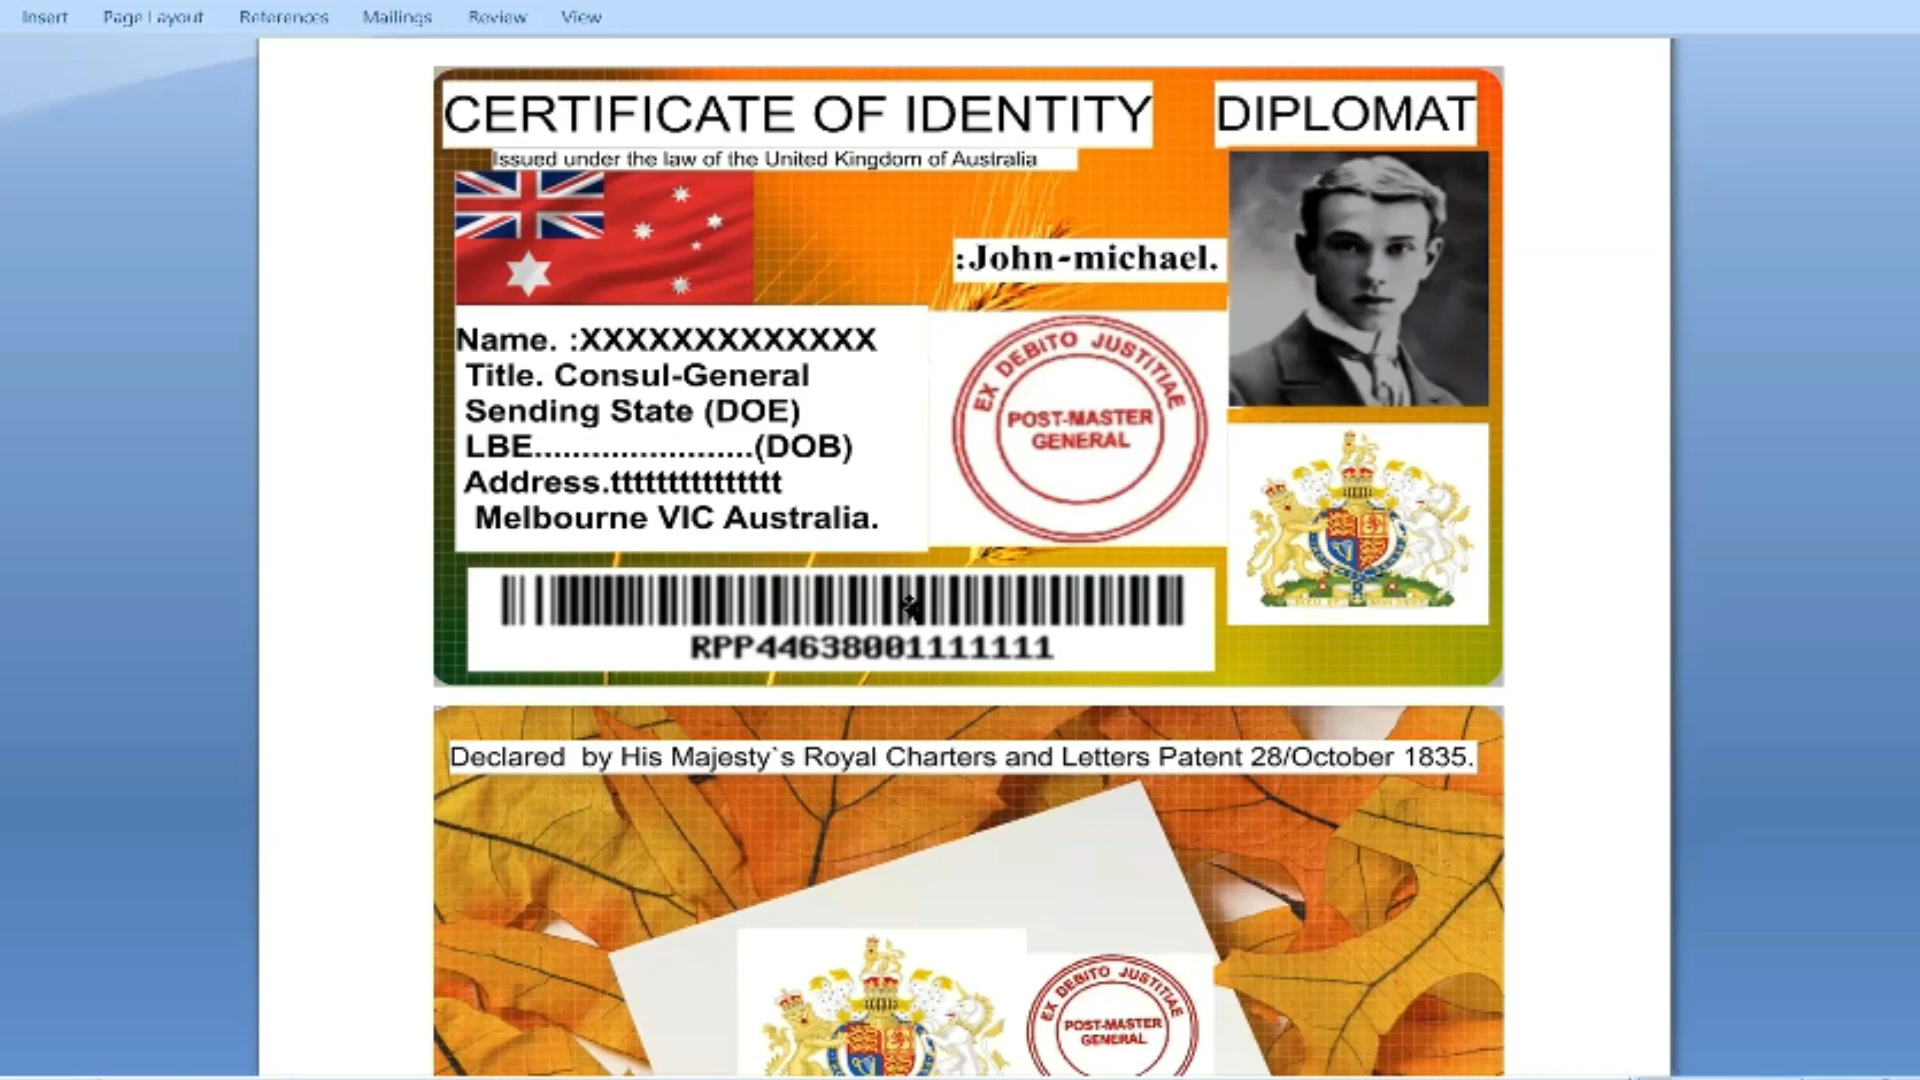 Insert Page Layout References Mailings Review View
CERTIFICATE OF IDENTITY DIPLOMAT
Issued under the law of the United Kingdom of Australia
:John-michael.
Name. :XXXXXXXXXXXXX
Title. Consul-General
Sending State (DOE)
LBE.......................(DOB)
Address.ttttttttttttttt
Melbourne VIC Australia.
EX DEBITO JUSTITIAE
POST-MASTER
GENERAL
RPP44638001111111
Declared by His Majesty`s Royal Charters and Letters Patent 28/October 1835.
EX DEBITO JUSTITIAE
POST-MASTER
GENERAL